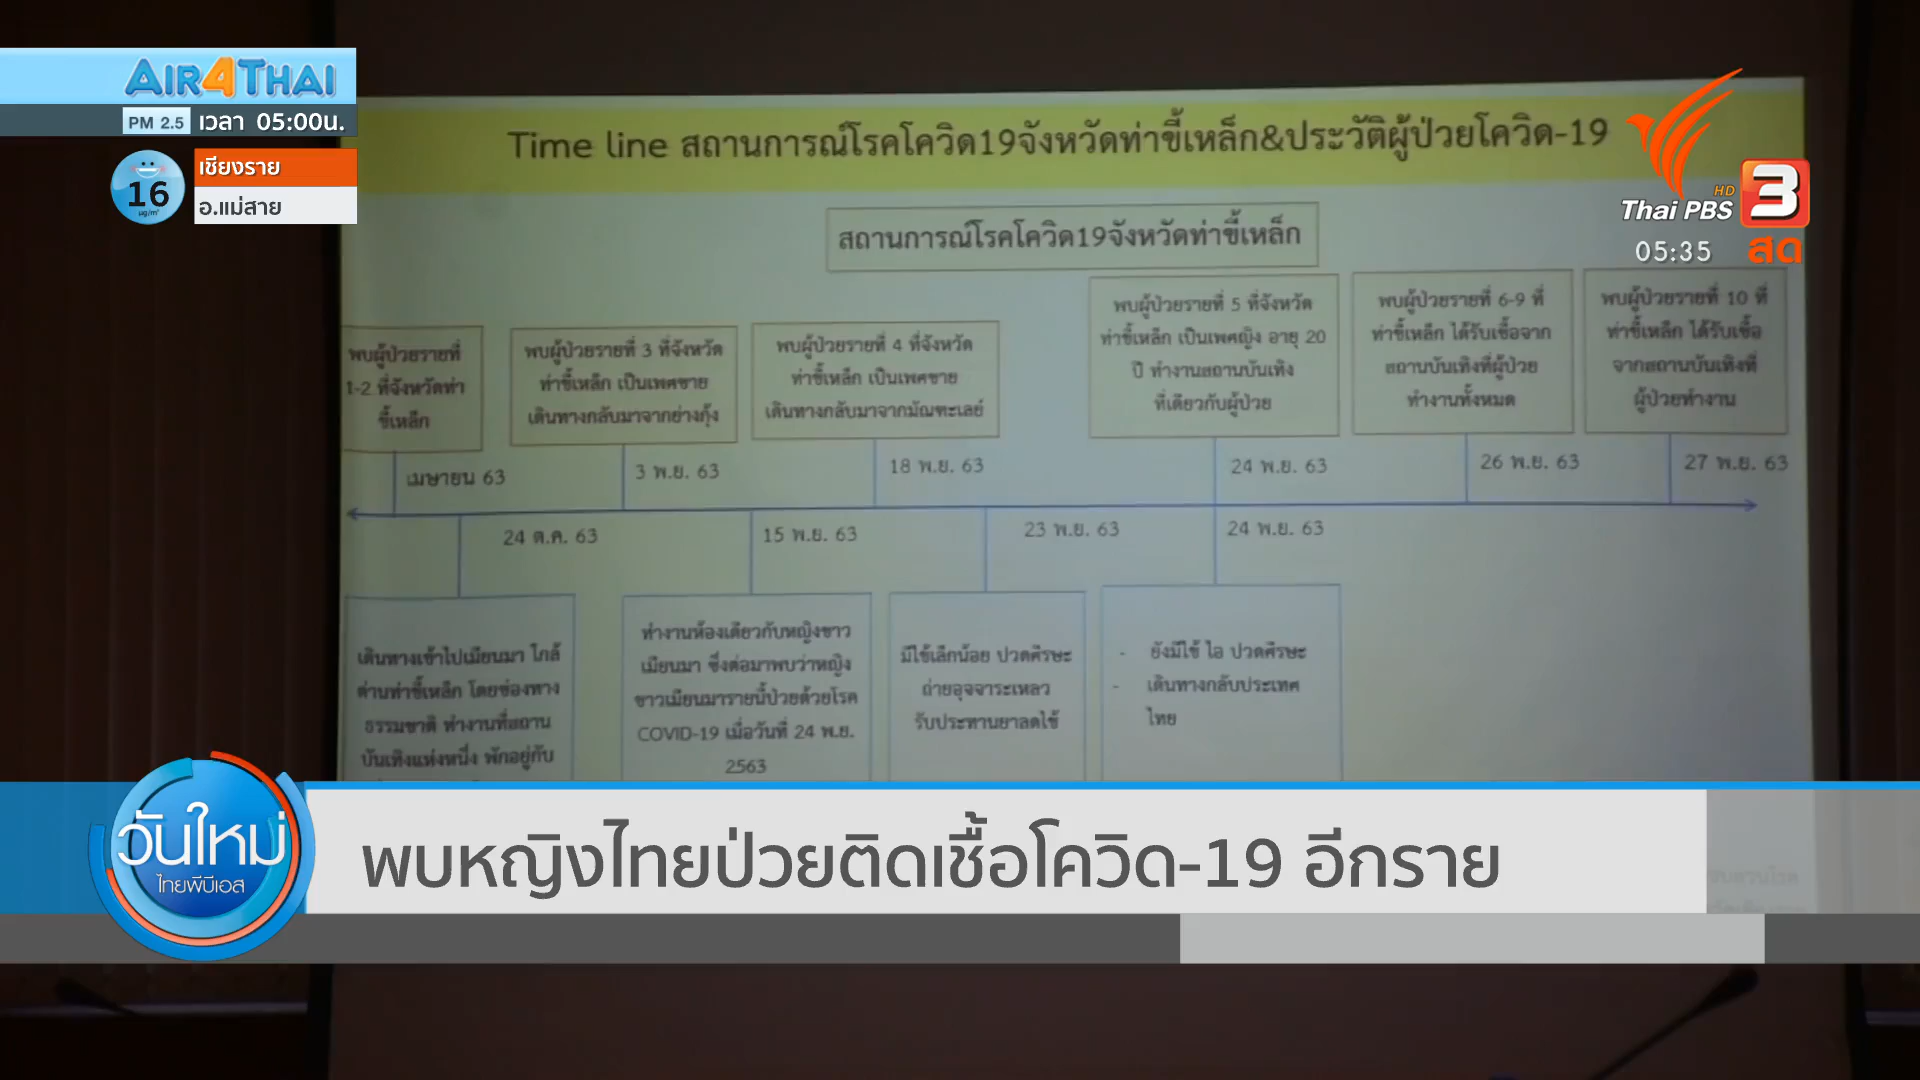 AIR4THAI
PM 2.5 เวลา 05:00น.
16
µg/m³
เชียงราย
อ.แม่สาย
Thai PBS HD 3
05:35 สด
Time line สถานการณ์โรคโควิด19จังหวัดท่าขี้เหล็ก&ประวัติผู้ป่วยโควิด-19
สถานการณ์โรคโควิด19จังหวัดท่าขี้เหล็ก
พบผู้ป่วยรายที่
1-2 ที่จังหวัดท่า
ขี้เหล็ก
เมษายน 63
พบผู้ป่วยรายที่ 3 ที่จังหวัด
ท่าขี้เหล็ก เป็นเพศชาย
เดินทางกลับมาจากย่างกุ้ง
3 พ.ย. 63
พบผู้ป่วยรายที่ 4 ที่จังหวัด
ท่าขี้เหล็ก เป็นเพศชาย
เดินทางกลับมาจากมัณฑะเลย์
18 พ.ย. 63
พบผู้ป่วยรายที่ 5 ที่จังหวัด
ท่าขี้เหล็ก เป็นเพศหญิง อายุ 20
ปี ทำงานสถานบันเทิง
ที่เดียวกับผู้ป่วย
24 พ.ย. 63
พบผู้ป่วยรายที่ 6-9 ที่
ท่าขี้เหล็ก ได้รับเชื้อจาก
สถานบันเทิงที่ผู้ป่วย
ทำงานทั้งหมด
26 พ.ย. 63
พบผู้ป่วยรายที่ 10 ที่
ท่าขี้เหล็ก ได้รับเชื้อ
จากสถานบันเทิงที่
ผู้ป่วยทำงาน
27 พ.ย. 63
24 ต.ค. 63
เดินทางเข้าไปเมียนมา ใกล้
ด่านท่าขี้เหล็ก โดยช่องทาง
ธรรมชาติ ทำงานที่สถาน
บันเทิงแห่งหนึ่ง พักอยู่กับ
15 พ.ย. 63
ทำงานห้องเดียวกับหญิงชาว
เมียนมา ซึ่งต่อมาพบว่าหญิง
ชาวเมียนมารายนี้ป่วยด้วยโรค
COVID-19 เมื่อวันที่ 24 พ.ย.
2563
23 พ.ย. 63
มีไข้เล็กน้อย ปวดศีรษะ
ถ่ายอุจจาระเหลว
รับประทานยาลดไข้
24 พ.ย. 63
- ยังมีไข้ ไอ ปวดศีรษะ
- เดินทางกลับประเทศ
ไทย
วันใหม่
ไทยพีบีเอส
พบหญิงไทยป่วยติดเชื้อโควิด-19 อีกราย